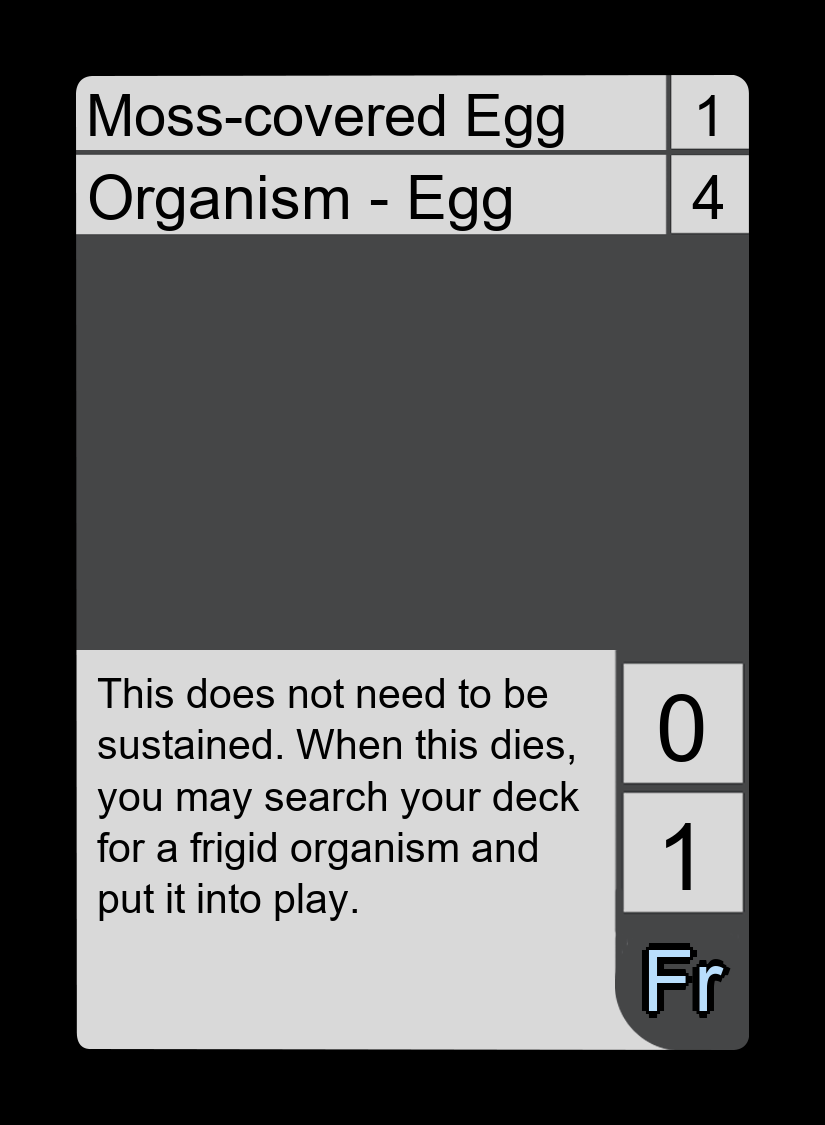 Moss-covered Egg 1
Organism - Egg 4
This does not need to be
sustained. When this dies,
you may search your deck
for a frigid organism and
put it into play.
0
1
Fr